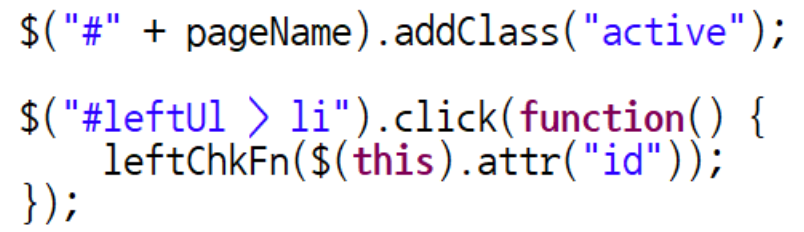 $("#" + pageName).addClass("active");
$("#leftUl > li").click(function() {
    leftChkFn($(this).attr("id"));
});